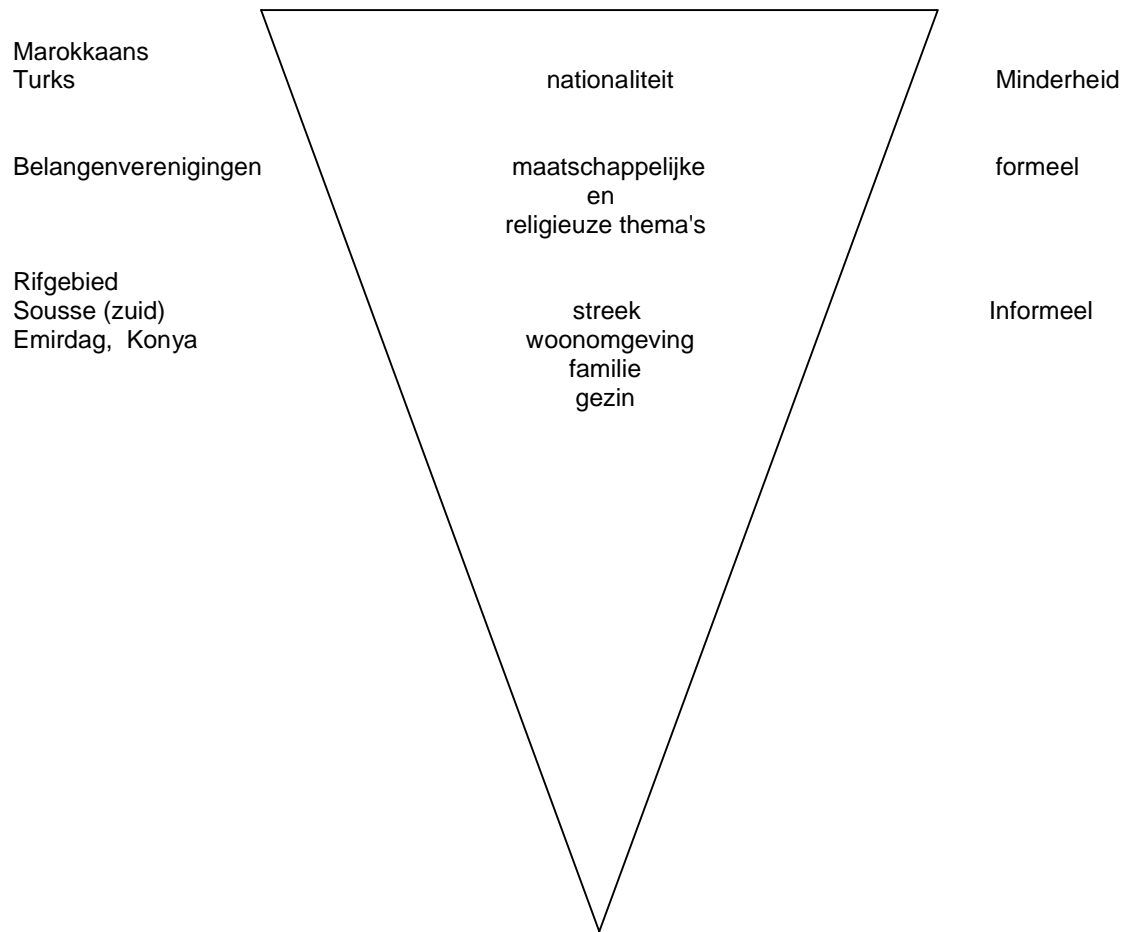 Marokkaans
Turks nationaliteit Minderheid
Belangenverenigingen maatschappelijke formeel
en
religieuze thema's
Rifgebied
Sousse (zuid) streek Informeel
Emirdag, Konya woonomgeving
familie
gezin